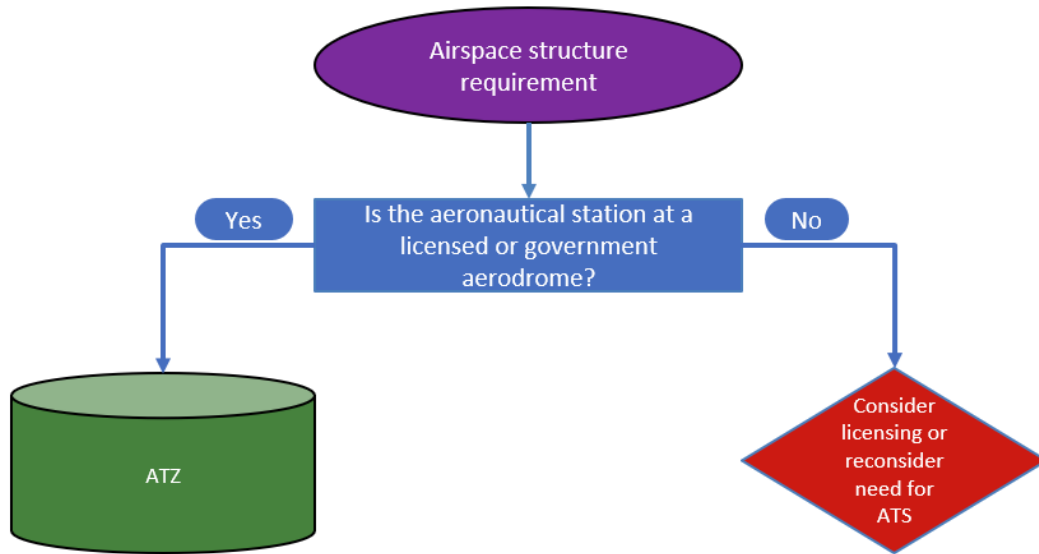 Airspace structure
requirement
Yes
Is the aeronautical station at a
licensed or government
aerodrome?
No
ATZ
Consider
licensing or
reconsider
need for
ATS